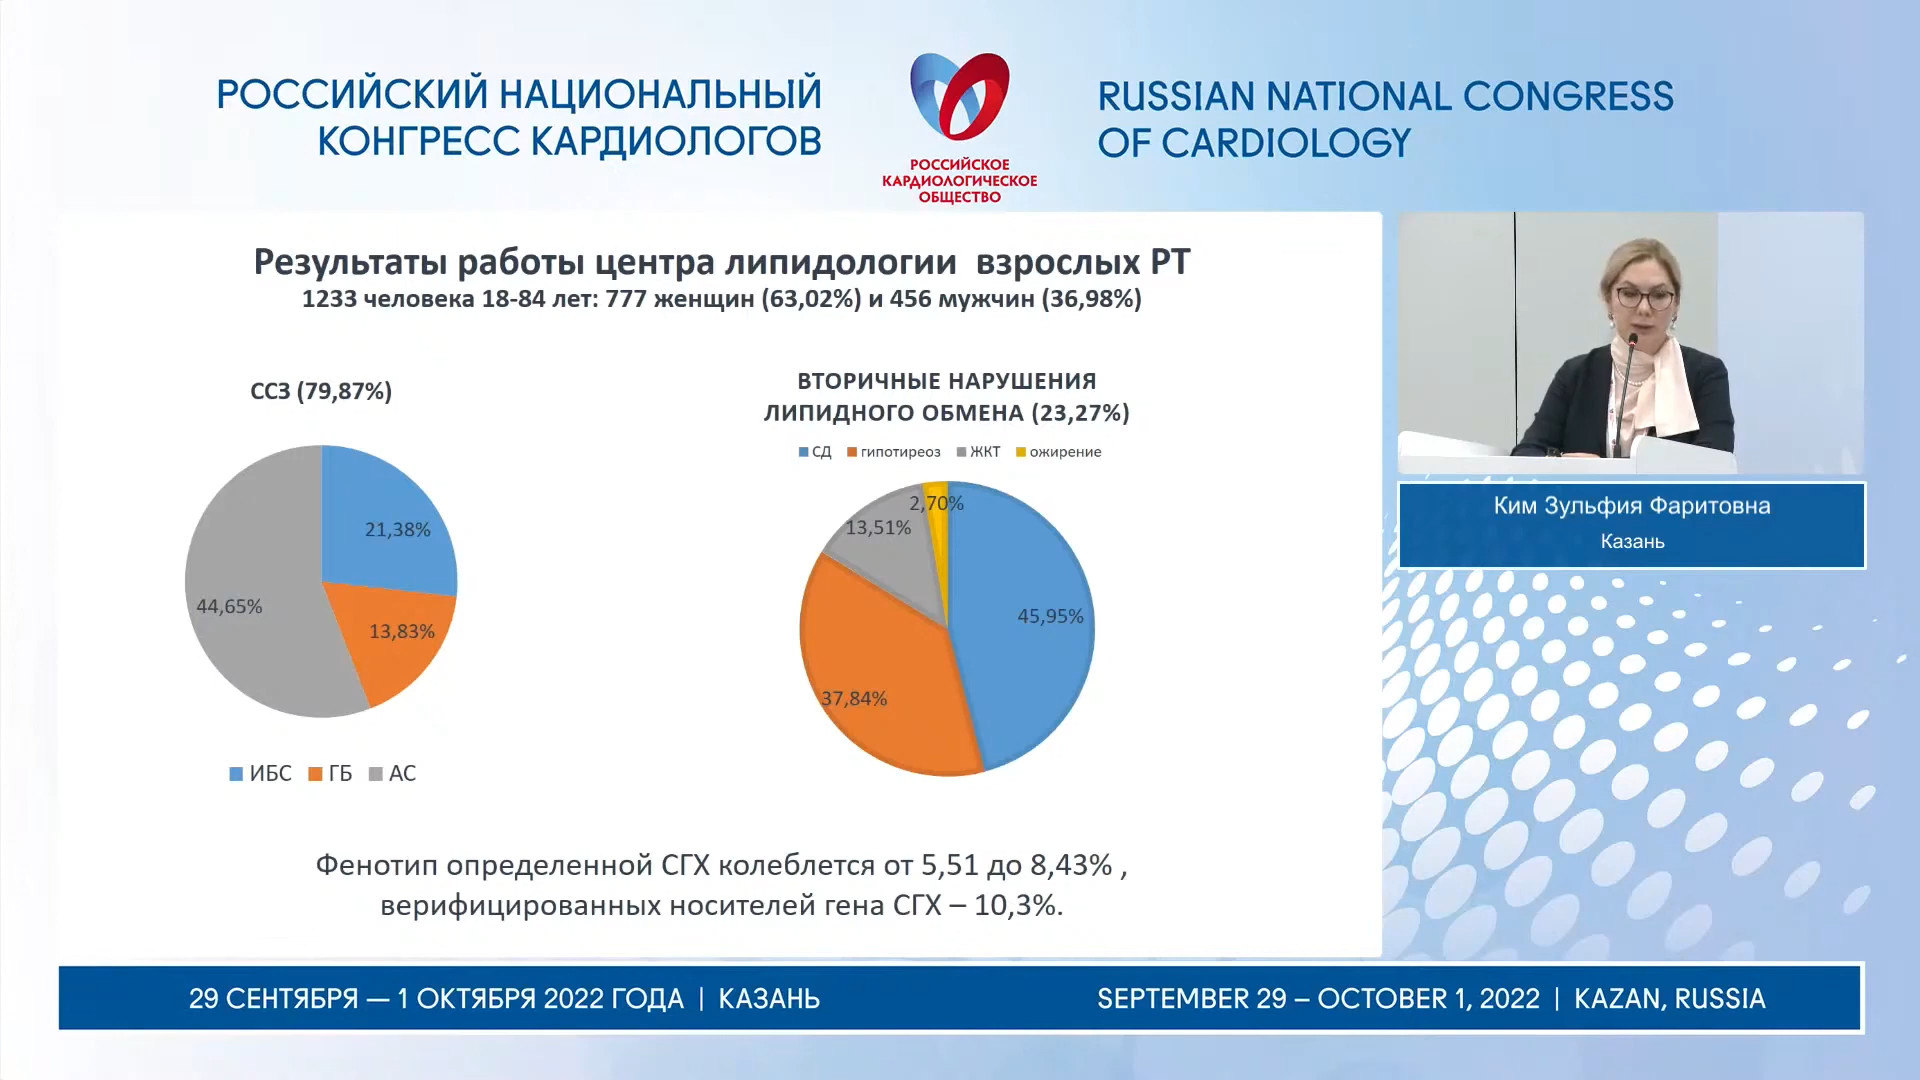 РОССИЙСКИЙ НАЦИОНАЛЬНЫЙ
КОНГРЕСС КАРДИОЛОГОВ
РОССИЙСКОЕ
КАРДИОЛОГИЧЕСКОЕ
ОБЩЕСТВО
RUSSIAN NATIONAL CONGRESS
OF CARDIOLOGY
Результаты работы центра липидологии взрослых РТ
1233 человека 18-84 лет: 777 женщин (63,02%) и 456 мужчин (36,98%)
ССЗ (79,87%)
21,38%
44,65%
13,83%
ИБС ГБ АС
ВТОРИЧНЫЕ НАРУШЕНИЯ
ЛИПИДНОГО ОБМЕНА (23,27%)
СД гипотиреоз ЖКТ ожирение
2,70%
13,51%
45,95%
37,84%
Фенотип определенной СГХ колеблется от 5,51 до 8,43% ,
верифицированных носителей гена СГХ – 10,3%.
Ким Зульфия Фаритовна
Казань
29 СЕНТЯБРЯ — 1 ОКТЯБРЯ 2022 ГОДА | КАЗАНЬ
SEPTEMBER 29 – OCTOBER 1, 2022 | KAZAN, RUSSIA